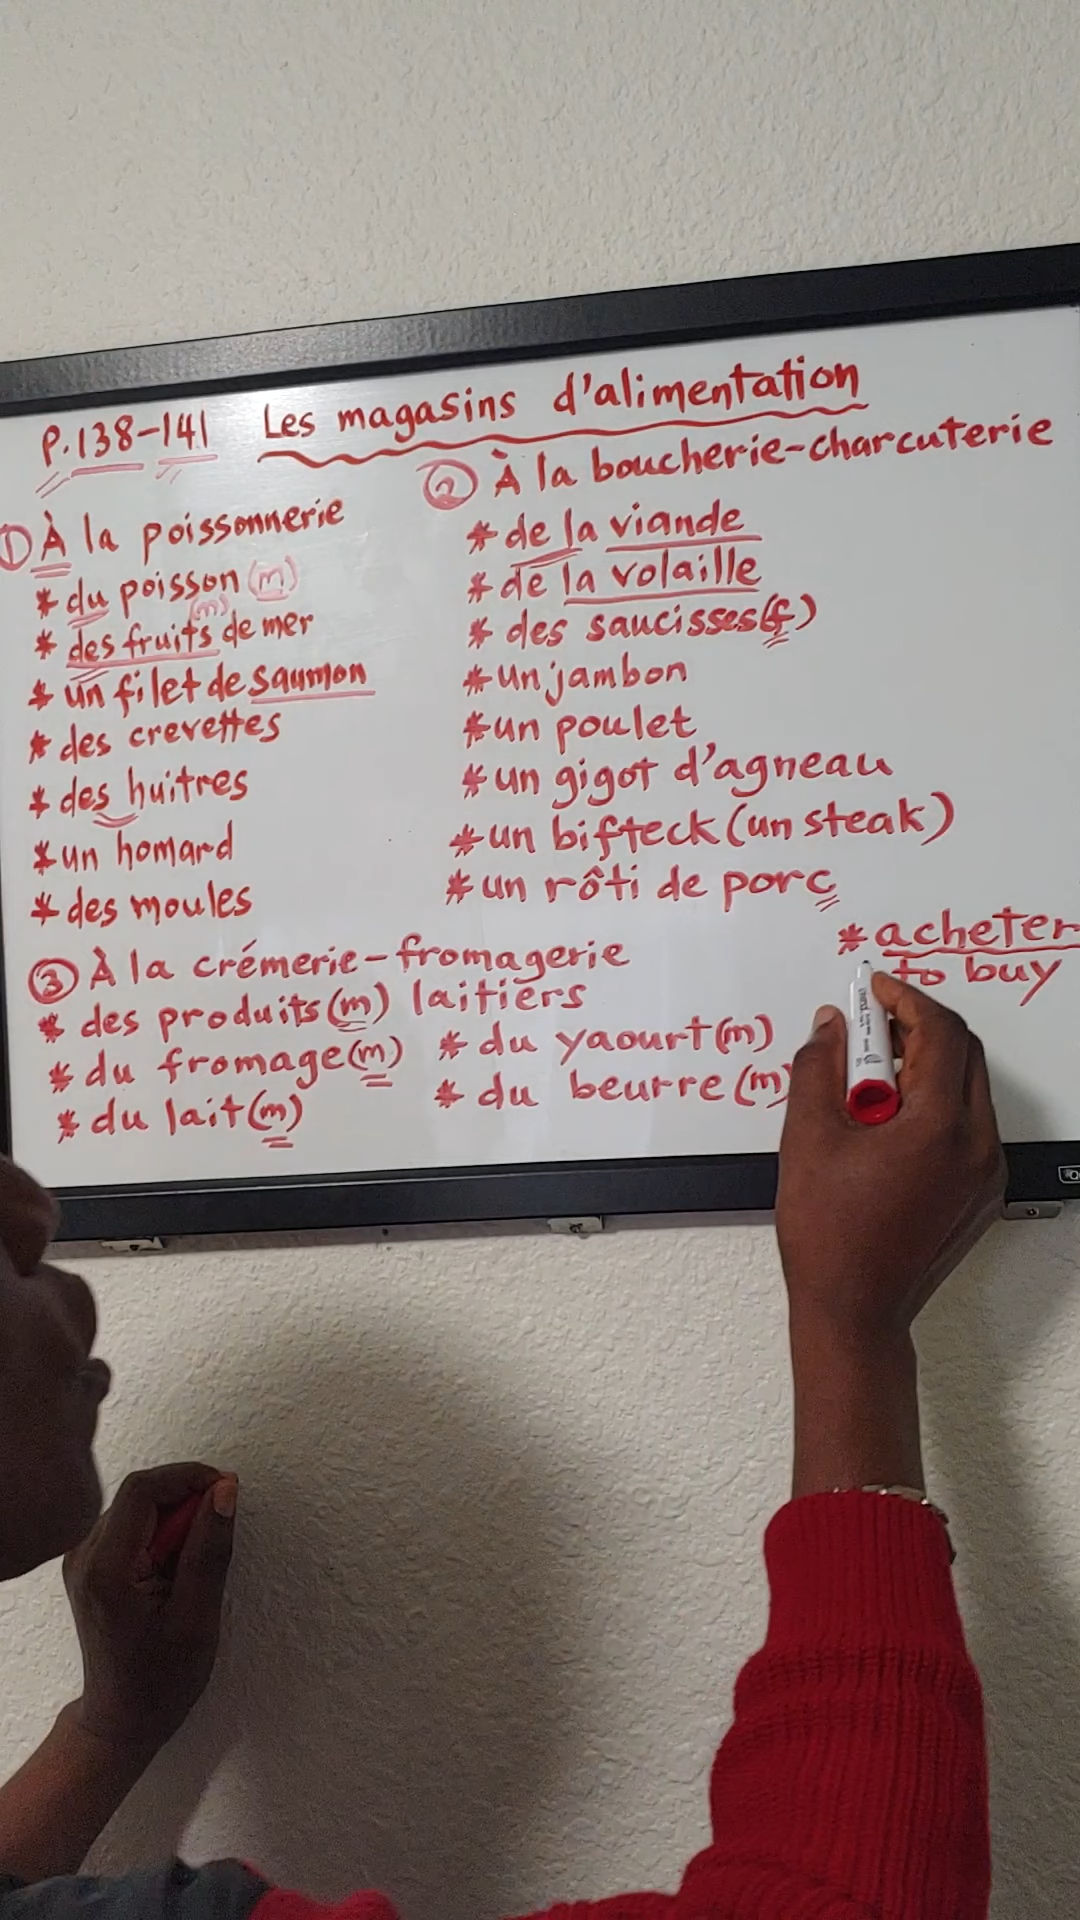 P.138-141 Les magasins d'alimentation
① À la poissonnerie
* du poisson (m)
(m)
* des fruits de mer
* un filet de saumon
* des crevettes
* des huitres
* un homard
* des moules
② À la boucherie-charcuterie
* de la viande
* de la volaille
* des saucisses(f)
* un jambon
* un poulet
* un gigot d'agneau
* un bifteck (un steak)
* un rôti de porc
③ À la crémerie-fromagerie
* des produits (m) laitiers
* du fromage (m)
* du lait (m)
* du yaourt (m)
* du beurre (m)
* acheter
to buy